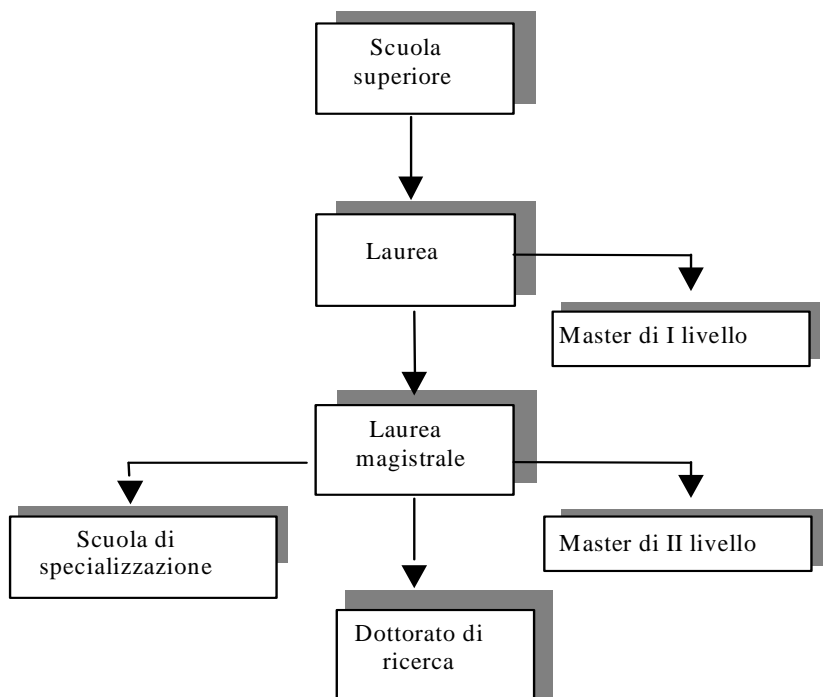 Scuola
superiore
Laurea
Master di I livello
Laurea
magistrale
Scuola di
specializzazione
Master di II livello
Dottorato di
ricerca